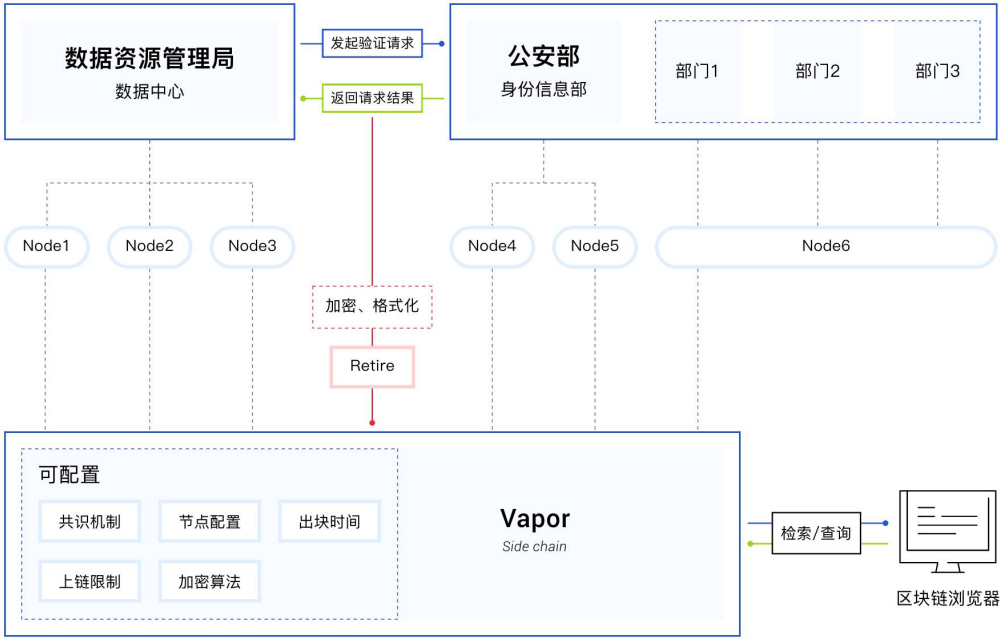 数据资源管理局
数据中心
发起验证请求
返回请求结果
公安部
身份信息部
部门1
部门2
部门3
Node1
Node2
Node3
Node4
Node5
Node6
加密、格式化
Retire
可配置
共识机制
节点配置
出块时间
上链限制
加密算法
Vapor
Side chain
检索/查询
区块链浏览器